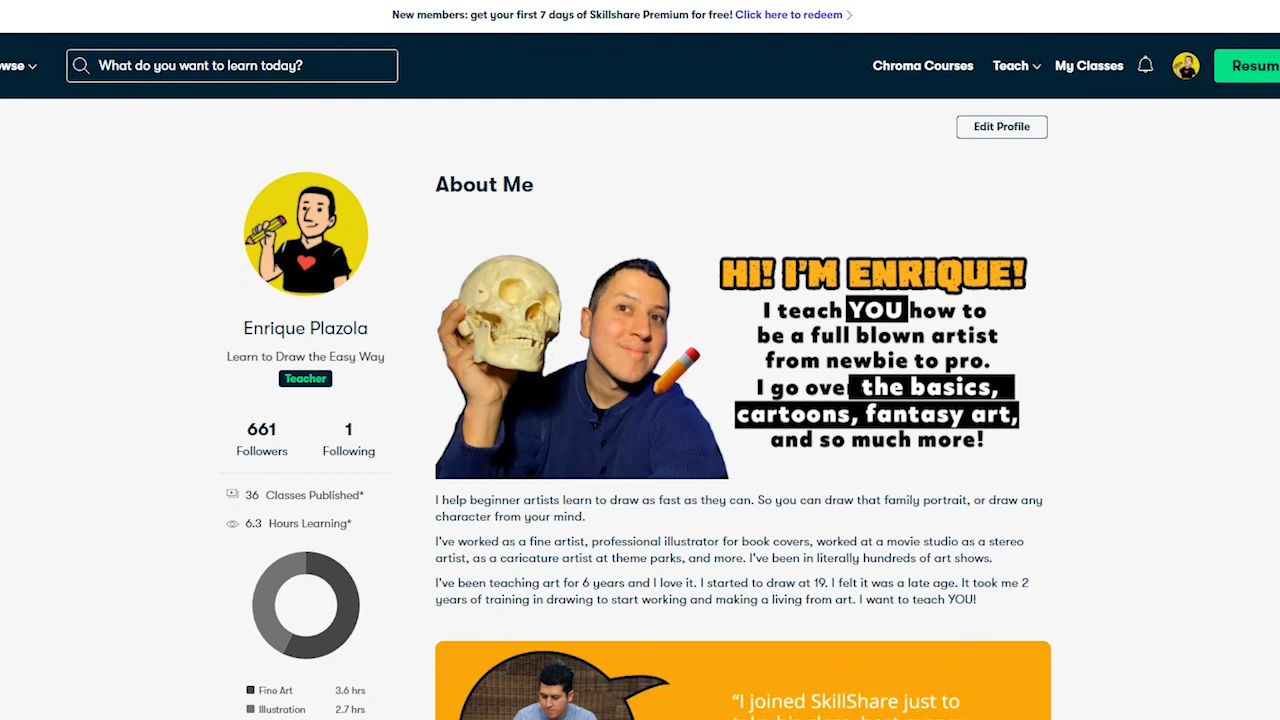 New members: get your first 7 days of Skillshare Premium for free! Click here to redeem
What do you want to learn today?
Chroma Courses
Teach
My Classes
Edit Profile
About Me
Enrique Plazola
Learn to Draw the Easy Way
Teacher
661
Followers
1
Following
36 Classes Published*
6.3 Hours Learning*
Fine Art 3.6 hrs
Illustration 2.7 hrs
HI! I'M ENRIQUE!
I teach YOU how to
be a full blown artist
from newbie to pro.
I go over the basics,
cartoons, fantasy art,
and so much more!
I help beginner artists learn to draw as fast as they can. So you can draw that family portrait, or draw any
character from your mind.
I've worked as a fine artist, professional illustrator for book covers, worked at a movie studio as a stereo
artist, as a caricature artist at theme parks, and more. I've been in literally hundreds of art shows.
I've been teaching art for 6 years and I love it. I started to draw at 19. I felt it was a late age. It took me 2
years of training in drawing to start working and making a living from art. I want to teach YOU!
“I joined SkillShare just to